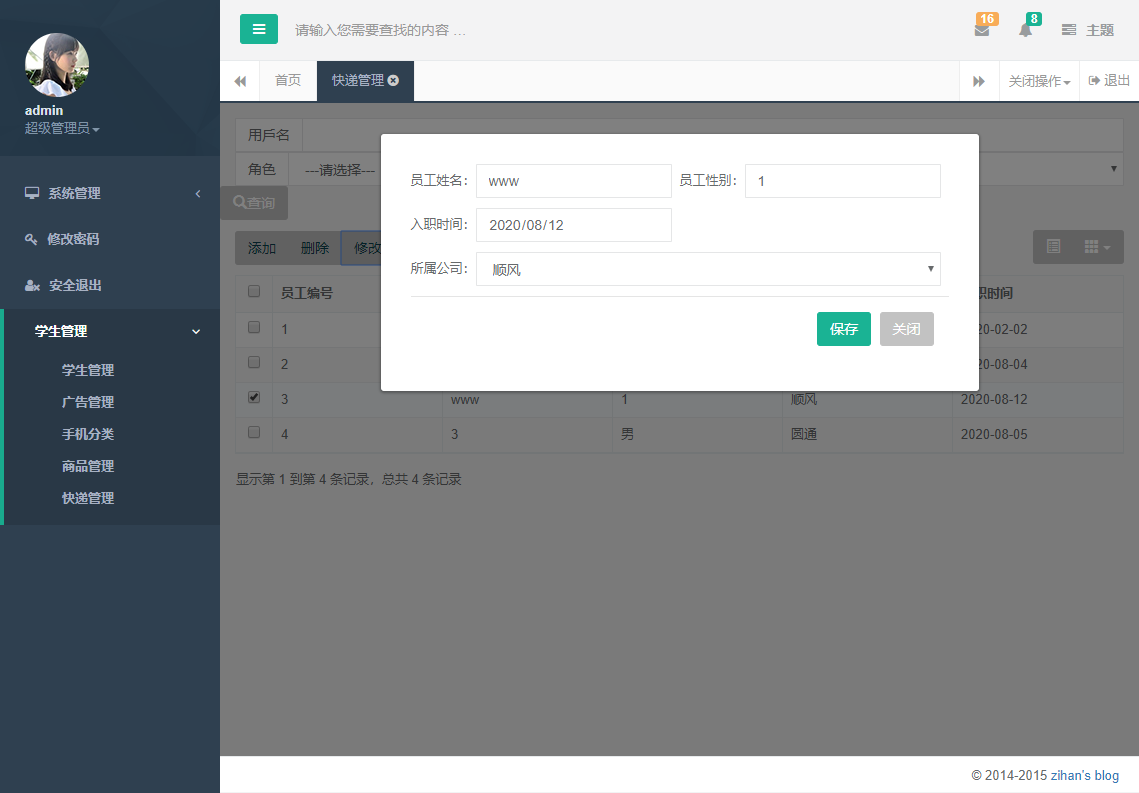 请输入您需要查找的内容 …
16
8
主题
admin
超级管理员
首页
快递管理
关闭操作
退出
系统管理
修改密码
安全退出
学生管理
学生管理
广告管理
手机分类
商品管理
快递管理
用戶名
角色 ---请选择---
查询
添加 删除 修改
员工姓名： www 员工性别： 1
入职时间： 2020/08/12
所属公司： 顺风
保存 关闭
员工编号 职时间
1 20-02-02
2 20-08-04
3 www 1 顺风 2020-08-12
4 3 男 圆通 2020-08-05
显示第 1 到第 4 条记录，总共 4 条记录
© 2014-2015 zihan's blog